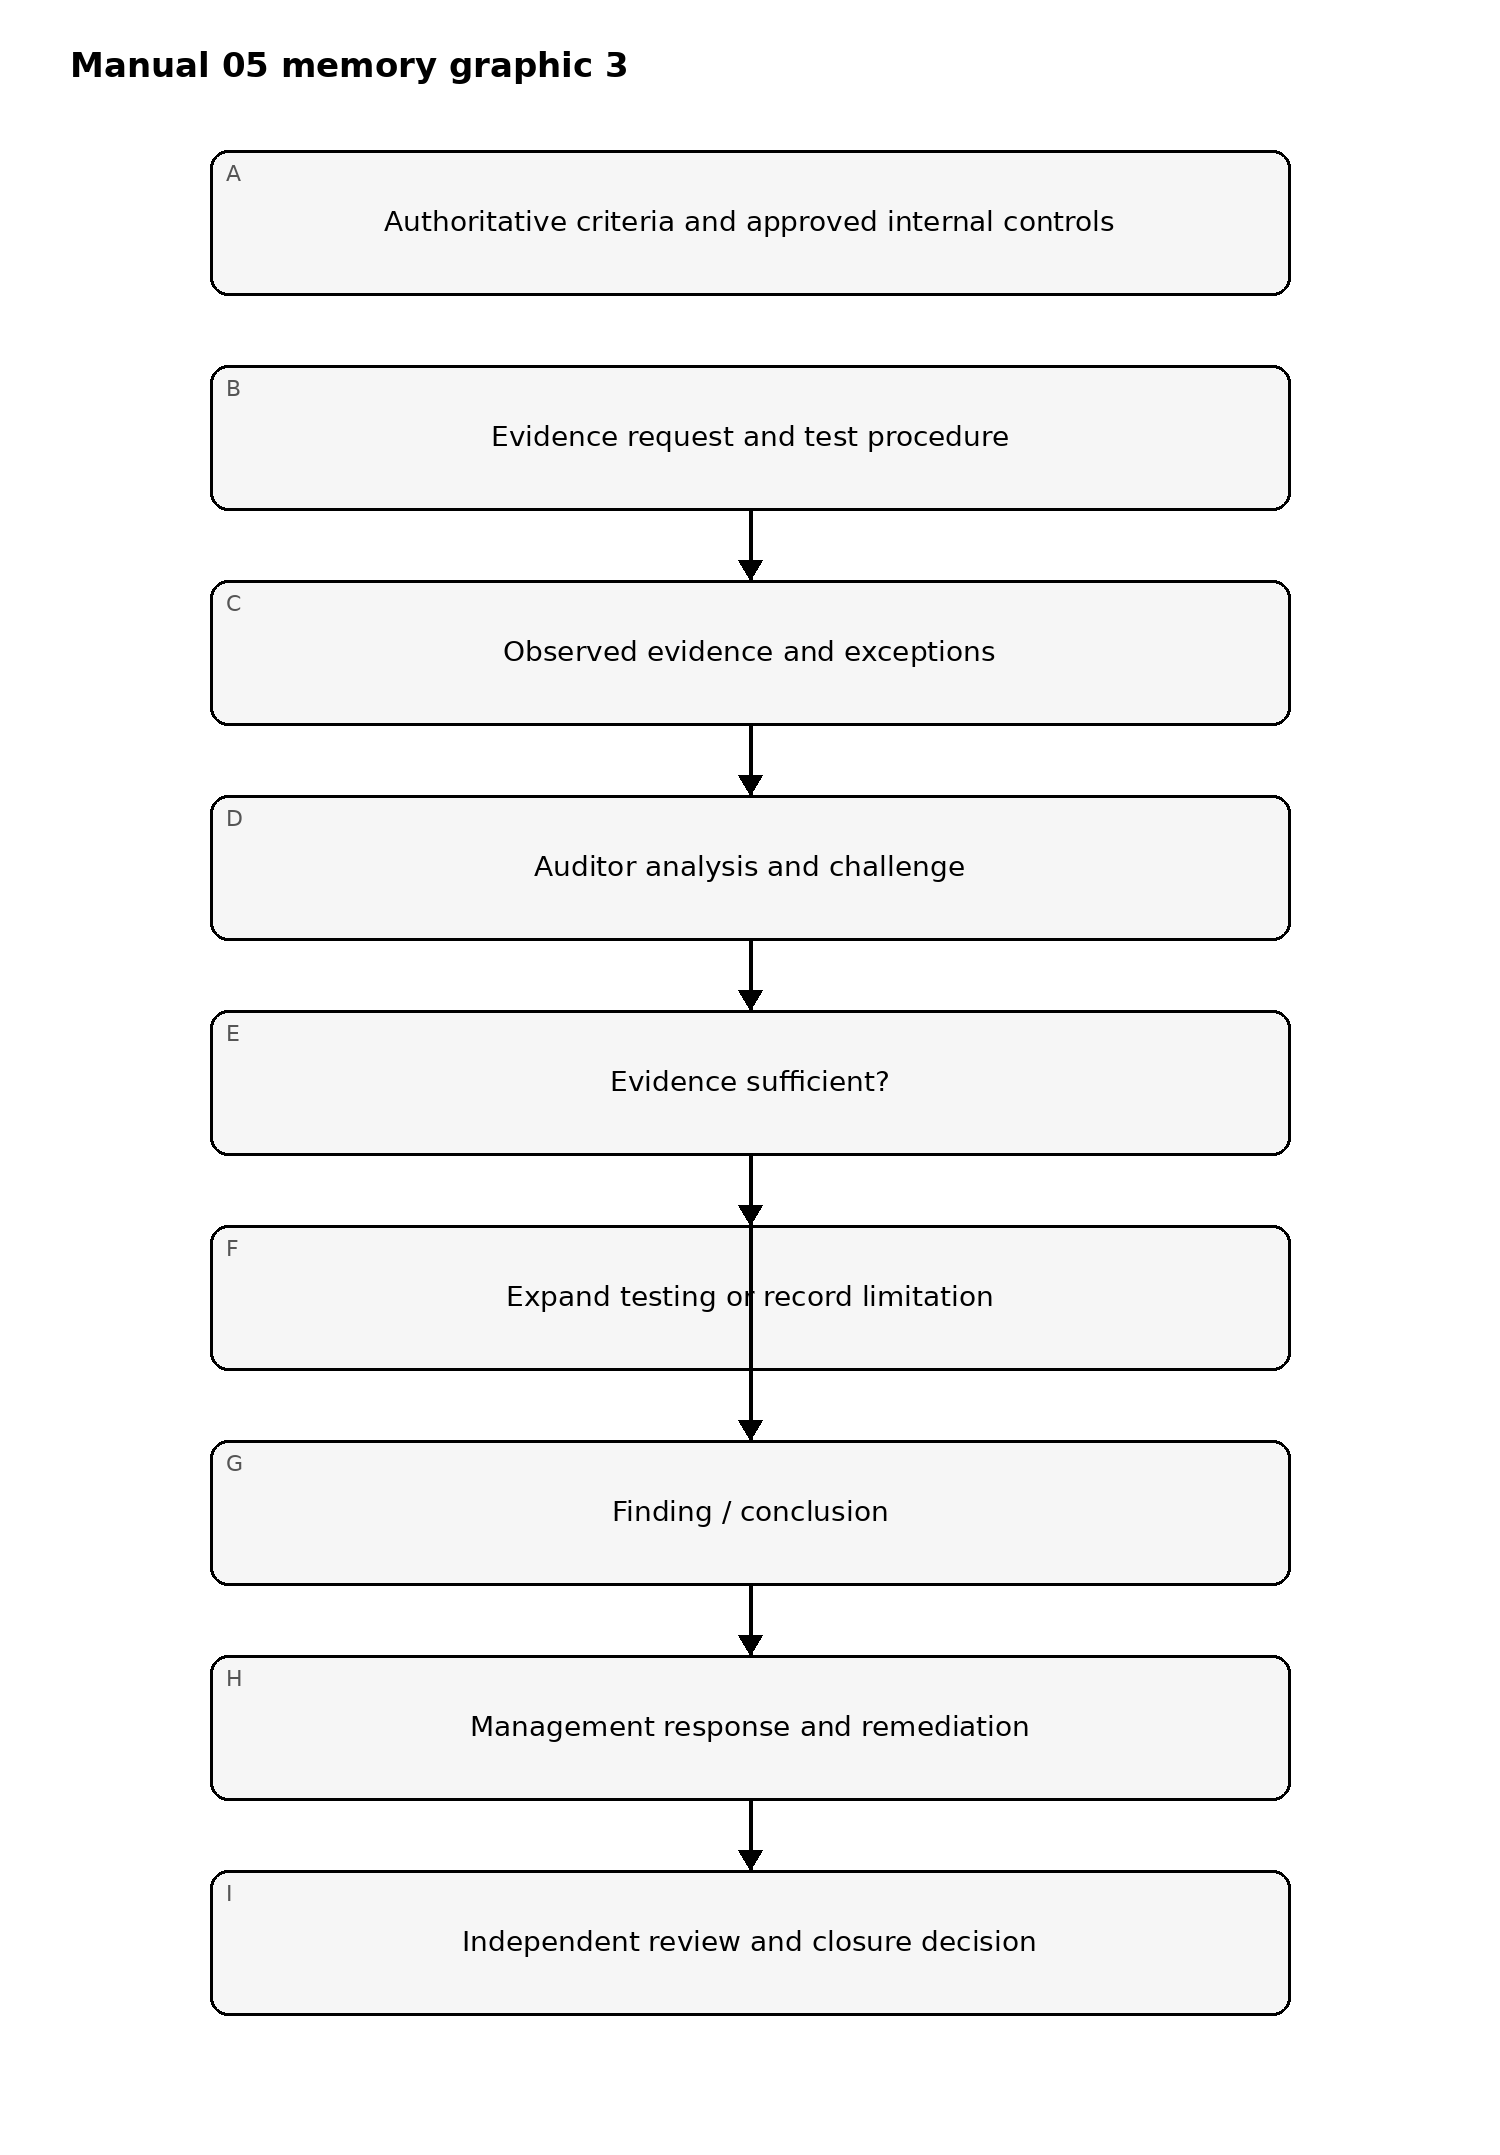 Manual 05 memory graphic 3
A
Authoritative criteria and approved internal controls
B
Evidence request and test procedure
C
Observed evidence and exceptions
D
Auditor analysis and challenge
E
Evidence sufficient?
F
Expand testing or record limitation
G
Finding / conclusion
H
Management response and remediation
I
Independent review and closure decision